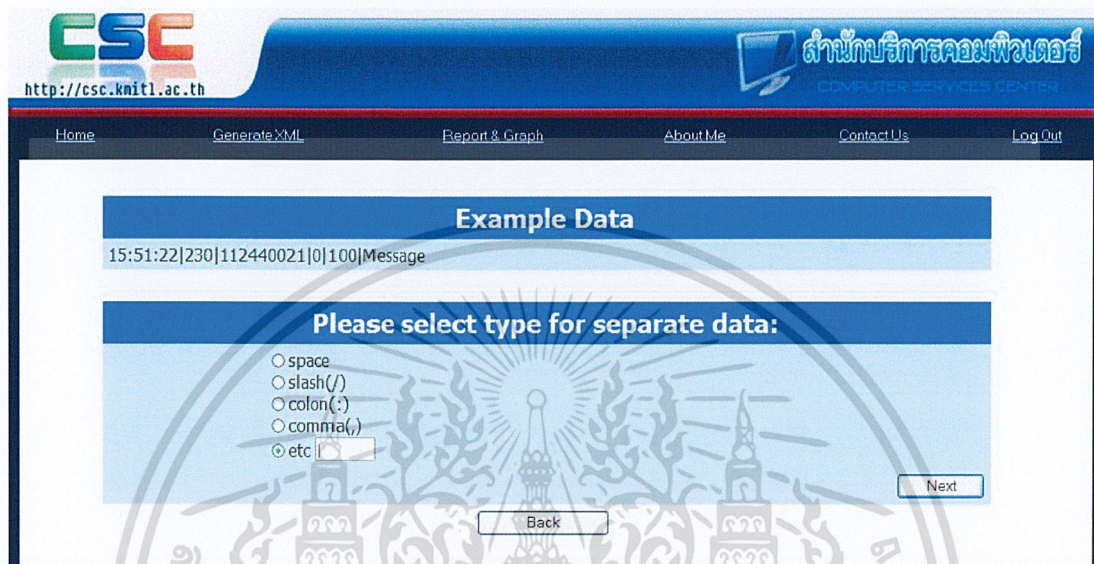 CSC
http://csc.kmitl.ac.th
สำนักบริการคอมพิวเตอร์
COMPUTER SERVICES CENTER
Home Generate XML Report & Graph About Me Contact Us Log Out
Example Data
15:51:22|230|112440021|0|100|Message
Please select type for separate data:
space
slash(/)
colon(:)
comma(,)
etc |
Next
Back